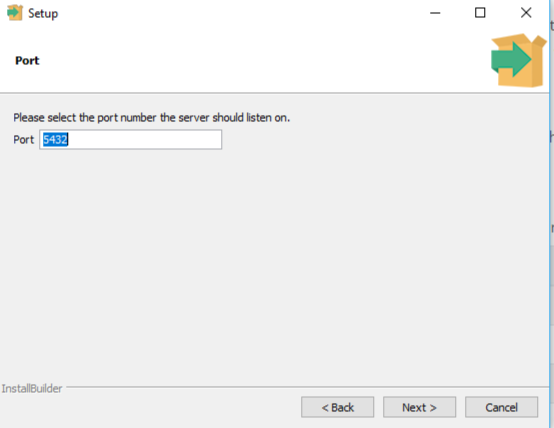 Setup
Port
Please select the port number the server should listen on.
Port 5432
InstallBuilder
< Back Next > Cancel